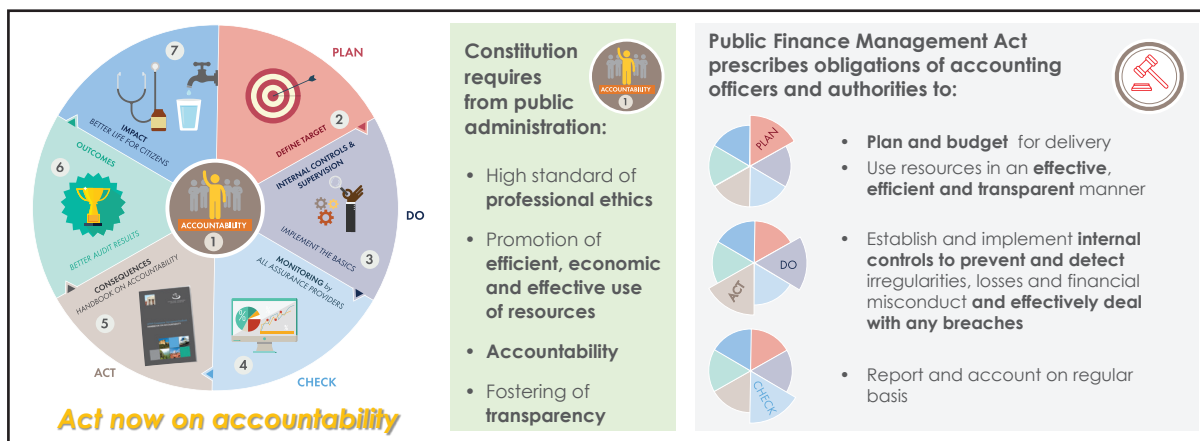 7
PLAN
IMPACT
BETTER LIFE FOR CITIZENS
2
DEFINE TARGET
6
OUTCOMES
BETTER AUDIT RESULTS
INTERNAL CONTROLS &
SUPERVISION
IMPLEMENT THE BASICS
3
DO
ACCOUNTABILITY
1
CONSEQUENCES
HANDBOOK ON ACCOUNTABILITY
5
ACT
MONITORING by
ALL ASSURANCE PROVIDERS
%
4
CHECK
Act now on accountability
Constitution
requires
from public
administration:
ACCOUNTABILITY
1
• High standard of
professional ethics
• Promotion of
efficient, economic
and effective use
of resources
• Accountability
• Fostering of
transparency
Public Finance Management Act
prescribes obligations of accounting
officers and authorities to:
PLAN
• Plan and budget for delivery
• Use resources in an effective,
efficient and transparent manner
DO
ACT
• Establish and implement internal
controls to prevent and detect
irregularities, losses and financial
misconduct and effectively deal
with any breaches
CHECK
• Report and account on regular
basis